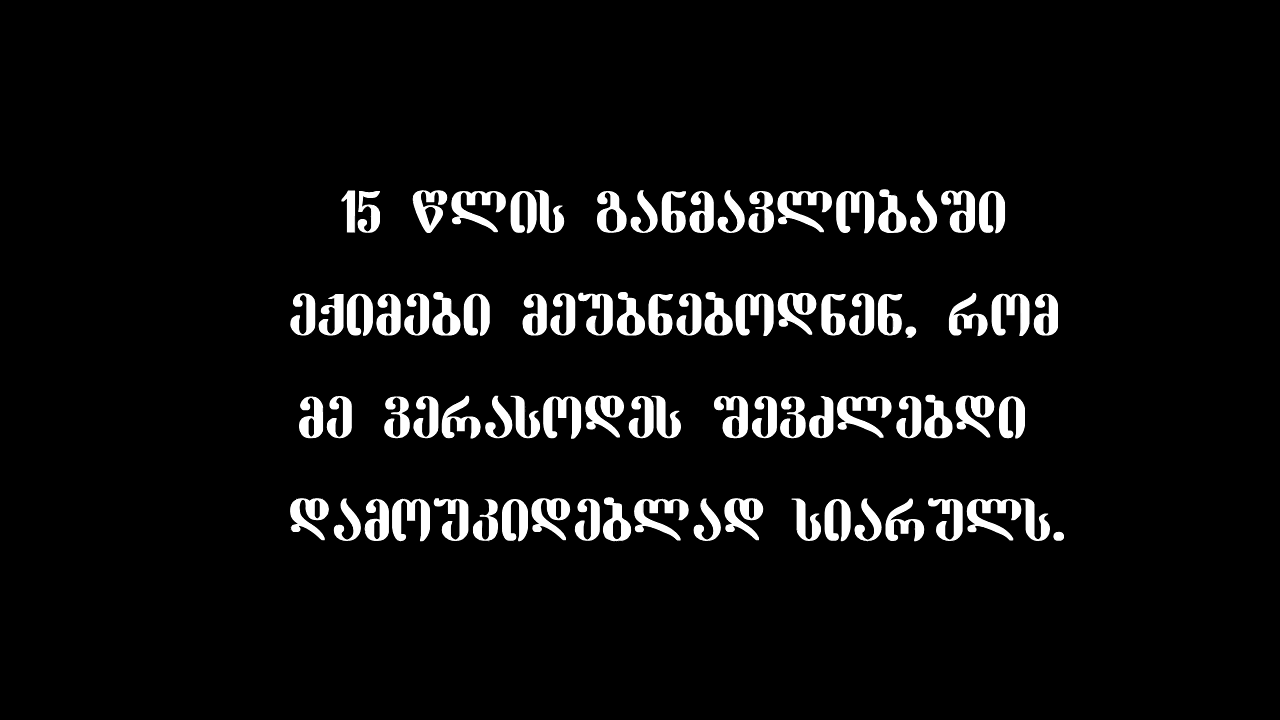 15 წლის განმავლობაში
ექიმები მეუბნებოდნენ, რომ
მე ვერასოდეს შევძლებდი
დამოუკიდებლად სიარულს.